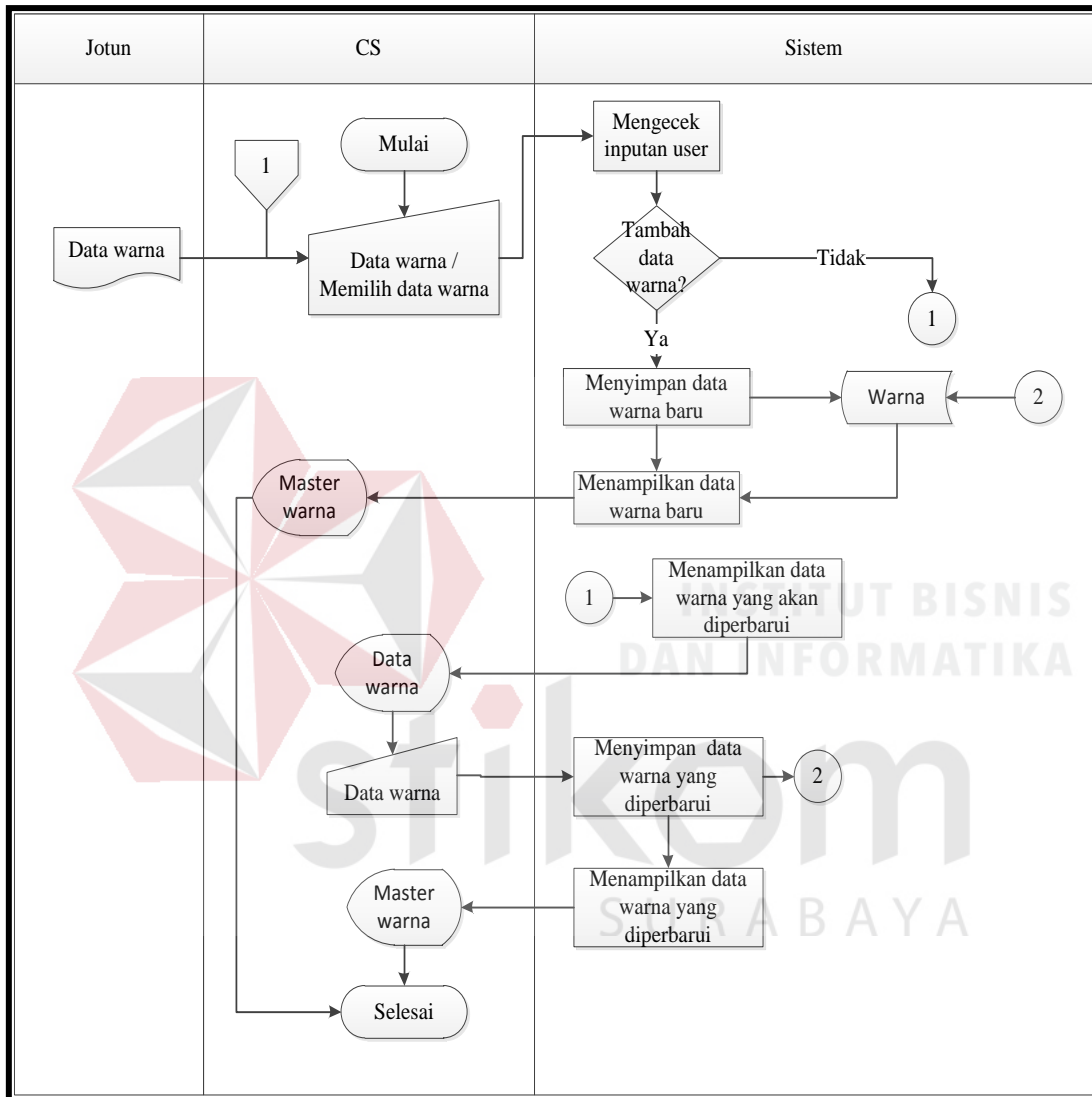 Jotun
CS
Sistem
Mulai
1
Data warna
Data warna /
Memilih data warna
Mengecek
inputan user
Tambah
data
warna?
Tidak
1
Ya
Menyimpan data
warna baru
Warna
2
Menampilkan data
warna baru
Master
warna
1
Menampilkan data
warna yang akan
diperbarui
Data
warna
Data warna
Menyimpan data
warna yang
diperbarui
2
Menampilkan data
warna yang
diperbarui
Master
warna
Selesai
INSTITUT BISNIS
DAN INFORMATIKA
stikom
SURABAYA